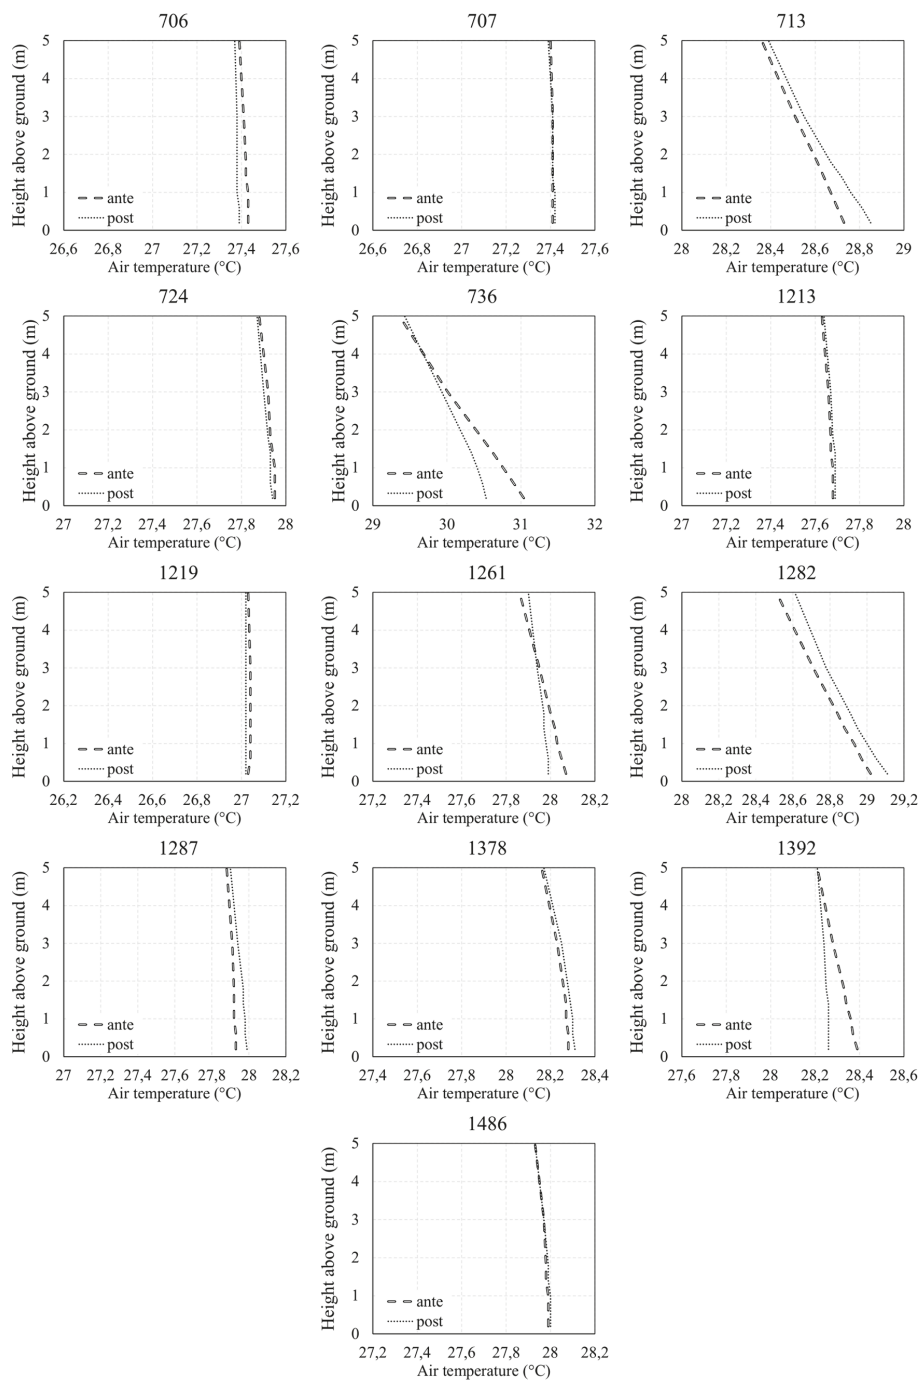 706 707 713
Height above ground (m) 5 4 3 2 1 0 ante post 26,6 26,8 27 27,2 27,4 27,6 Air temperature (°C)
Height above ground (m) 5 4 3 2 1 0 ante post 26,6 26,8 27 27,2 27,4 27,6 Air temperature (°C)
Height above ground (m) 5 4 3 2 1 0 ante post 28 28,2 28,4 28,6 28,8 29 Air temperature (°C)
724 736 1213
Height above ground (m) 5 4 3 2 1 0 ante post 27 27,2 27,4 27,6 27,8 28 Air temperature (°C)
Height above ground (m) 5 4 3 2 1 0 ante post 29 30 31 32 Air temperature (°C)
Height above ground (m) 5 4 3 2 1 0 ante post 27 27,2 27,4 27,6 27,8 28 Air temperature (°C)
1219 1261 1282
Height above ground (m) 5 4 3 2 1 0 ante post 26,2 26,4 26,6 26,8 27 27,2 Air temperature (°C)
Height above ground (m) 5 4 3 2 1 0 ante post 27,2 27,4 27,6 27,8 28 28,2 Air temperature (°C)
Height above ground (m) 5 4 3 2 1 0 ante post 28 28,2 28,4 28,6 28,8 29 29,2 Air temperature (°C)
1287 1378 1392
Height above ground (m) 5 4 3 2 1 0 ante post 27 27,2 27,4 27,6 27,8 28 28,2 Air temperature (°C)
Height above ground (m) 5 4 3 2 1 0 ante post 27,4 27,6 27,8 28 28,2 28,4 Air temperature (°C)
Height above ground (m) 5 4 3 2 1 0 ante post 27,6 27,8 28 28,2 28,4 28,6 Air temperature (°C)
1486
Height above ground (m) 5 4 3 2 1 0 ante post 27,2 27,4 27,6 27,8 28 28,2 Air temperature (°C)